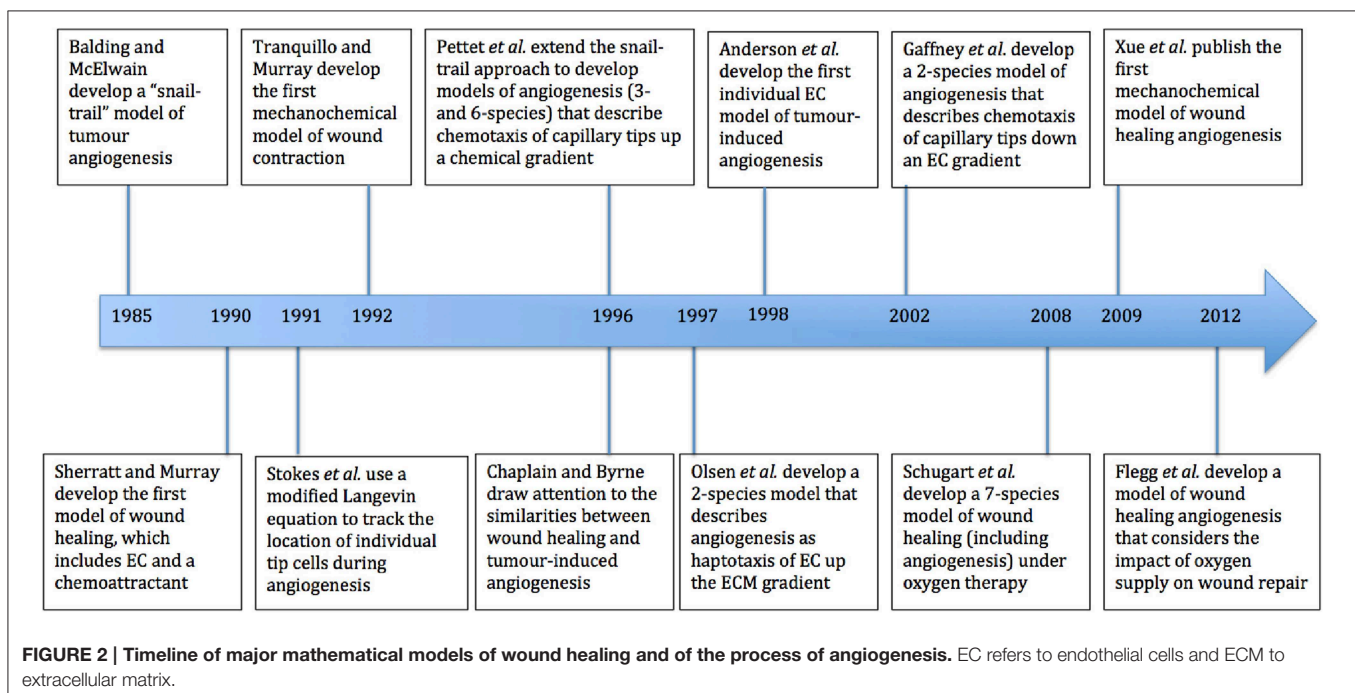 Balding and
McElwain
develop a "snail-
trail" model of
tumour
angiogenesis
Tranquillo and
Murray develop
the first
mechanochemical
model of wound
contraction
Pettet et al. extend the snail-
trail approach to develop
models of angiogenesis (3-
and 6-species) that describe
chemotaxis of capillary tips up
a chemical gradient
Anderson et al.
develop the first
individual EC
model of tumour-
induced
angiogenesis
Gaffney et al. develop
a 2-species model of
angiogenesis that
describes chemotaxis
of capillary tips down
an EC gradient
Xue et al. publish the
first
mechanochemical
model of wound
healing angiogenesis
1985 1990 1991 1992 1996 1997 1998 2002 2008 2009 2012
Sherratt and Murray
develop the first
model of wound
healing, which
includes EC and a
chemoattractant
Stokes et al. use a
modified Langevin
equation to track the
location of individual
tip cells during
angiogenesis
Chaplain and Byrne
draw attention to the
similarities between
wound healing and
tumour-induced
angiogenesis
Olsen et al. develop a
2-species model that
describes
angiogenesis as
haptotaxis of EC up
the ECM gradient
Schugart et al.
develop a 7-species
model of wound
healing (including
angiogenesis) under
oxygen therapy
Flegg et al. develop a
model of wound
healing angiogenesis
that considers the
impact of oxygen
supply on wound repair
FIGURE 2 | Timeline of major mathematical models of wound healing and of the process of angiogenesis. EC refers to endothelial cells and ECM to
extracellular matrix.